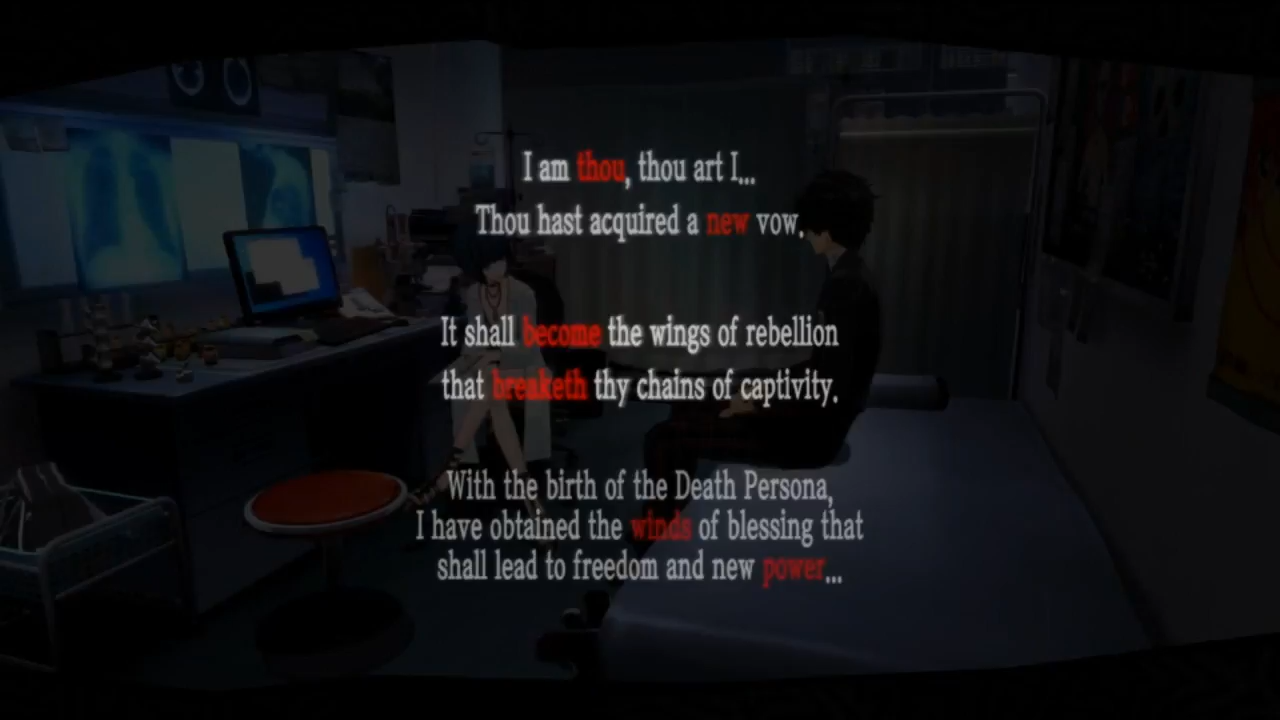 I am thou, thou art I...
Thou hast acquired a new vow.
It shall become the wings of rebellion
that breaketh thy chains of captivity.
With the birth of the Death Persona,
I have obtained the winds of blessing that
shall lead to freedom and new power...